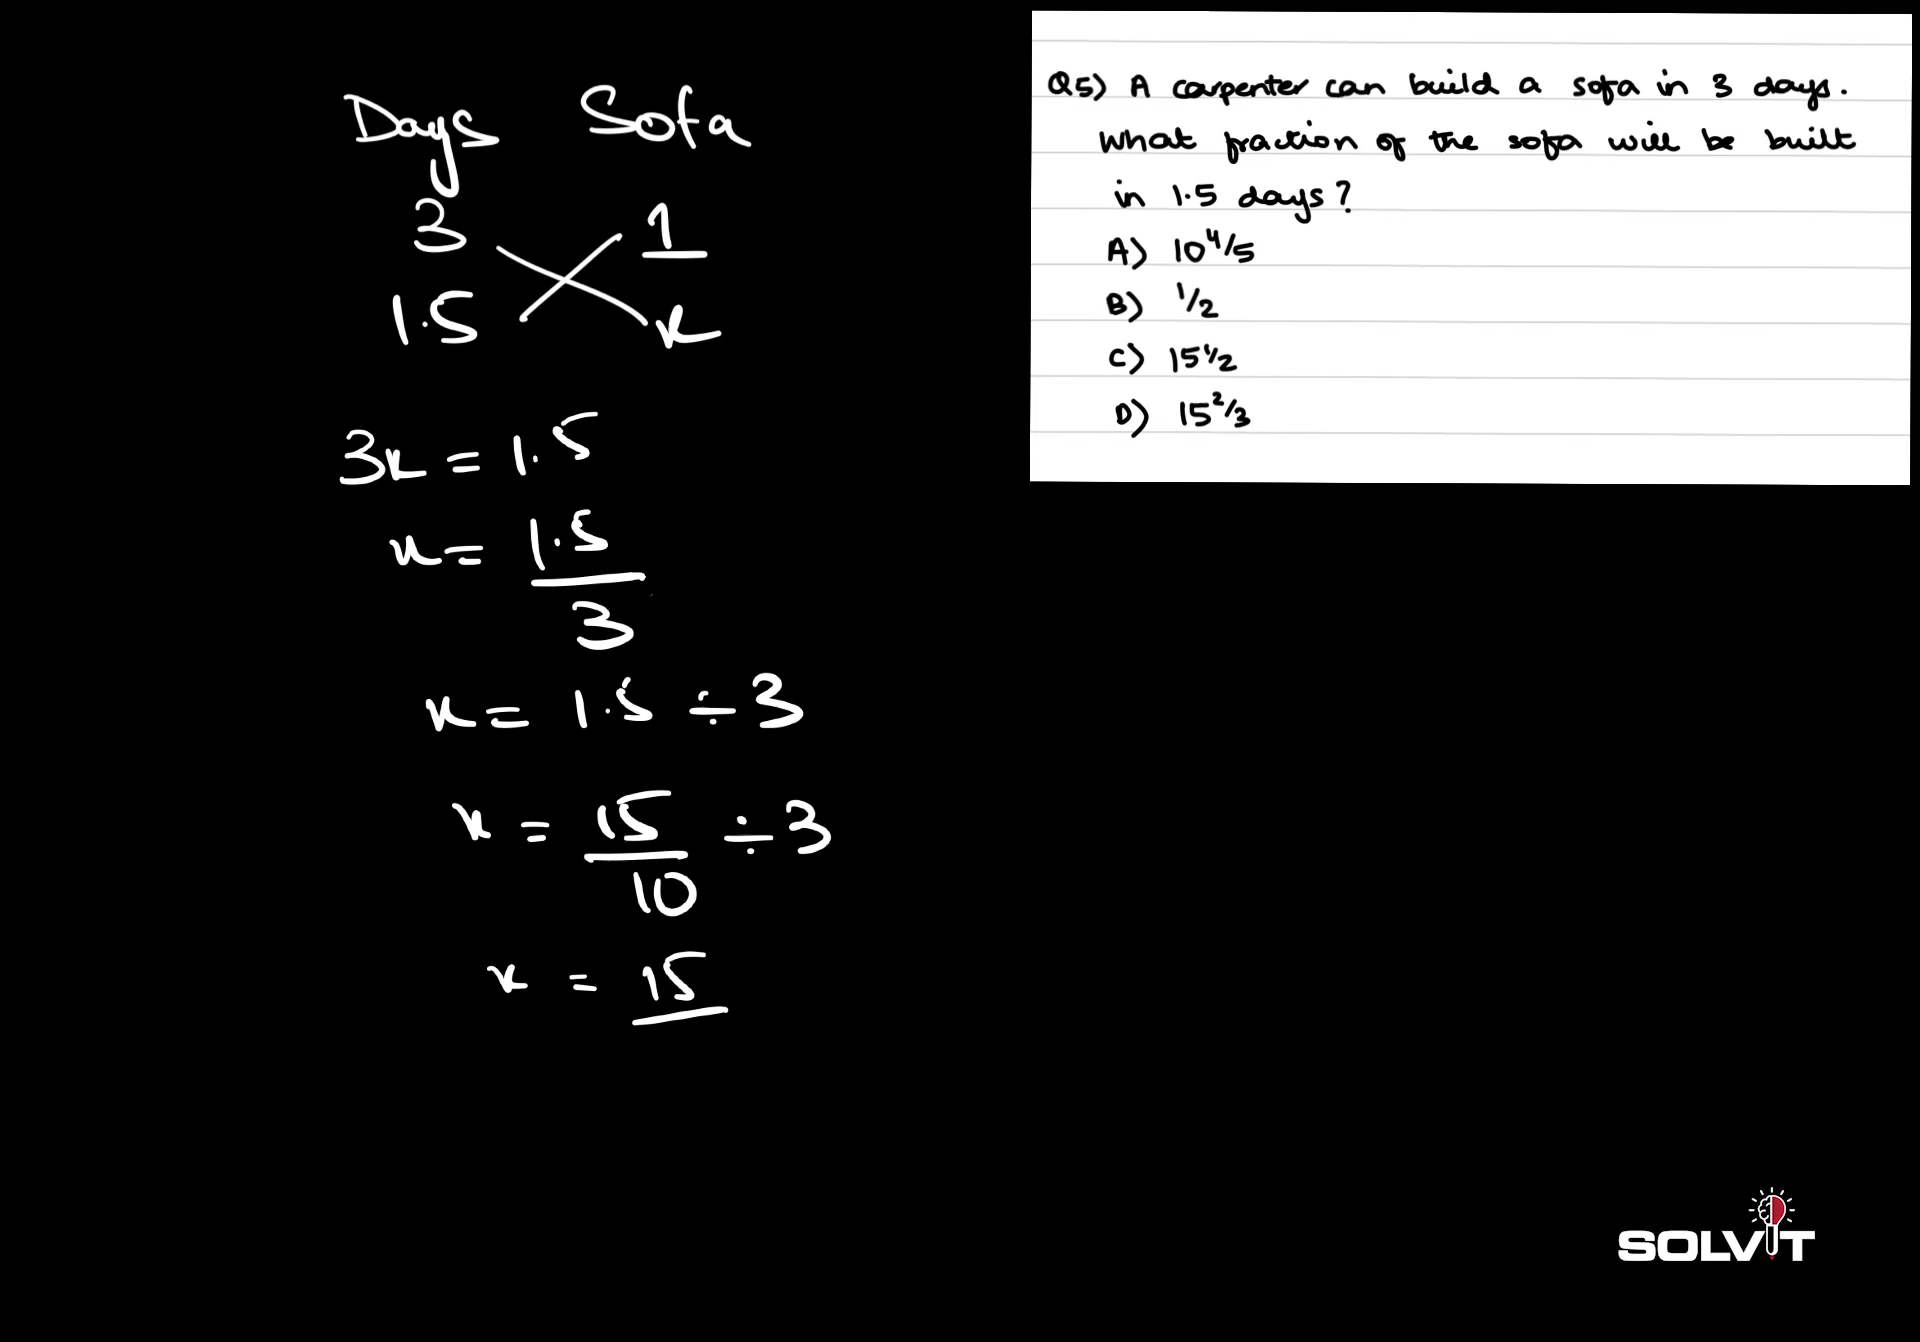 Days Sofa
3 1
1.5 x
3x = 1.5
x = 1.5
3
x = 1.5 ÷ 3
x = 15 ÷ 3
10
x = 15
Q5) A carpenter can build a sofa in 3 days.
What fraction of the sofa will be built
in 1.5 days?
A) 10 4/5
B) 1/2
C) 15 1/2
D) 15 2/3
SOLVIT